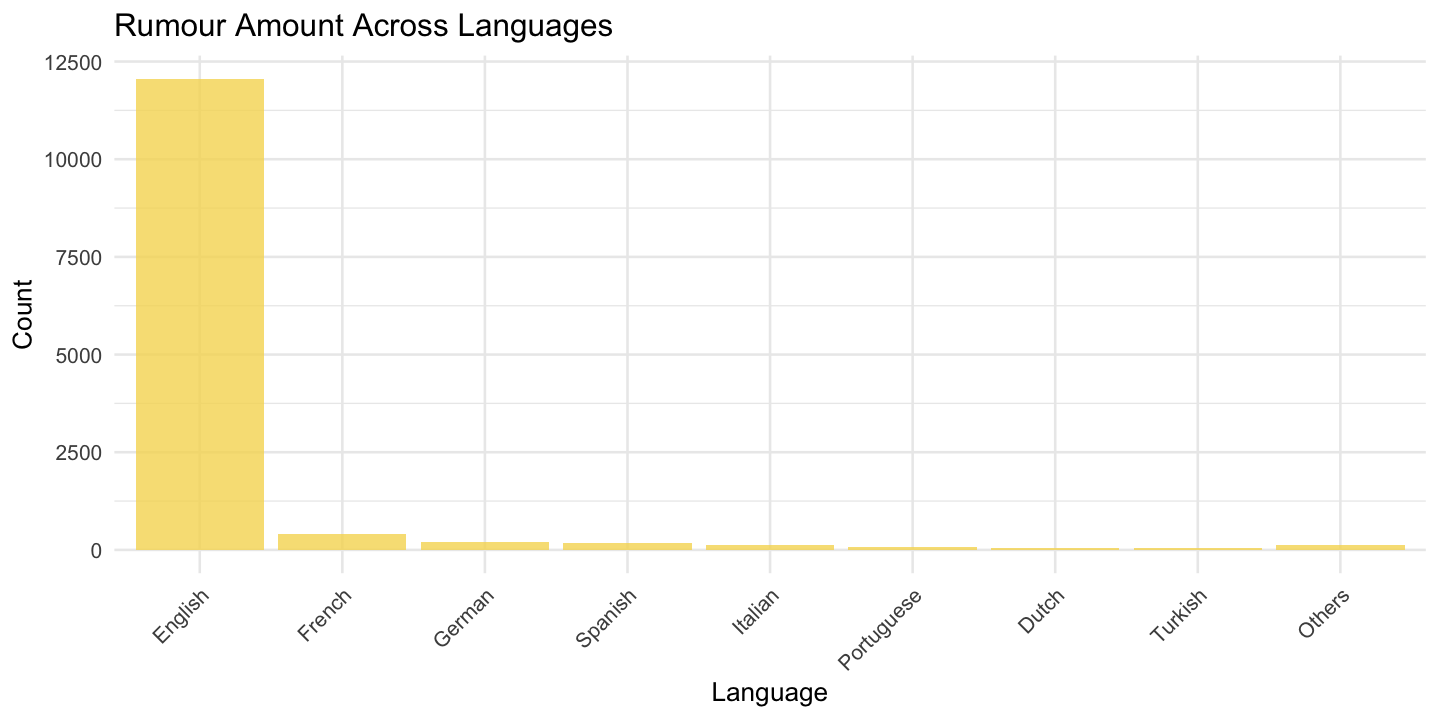 Rumour Amount Across Languages
12500
10000
7500
5000
2500
0
Count
English
French
German
Spanish
Italian
Portuguese
Dutch
Turkish
Others
Language